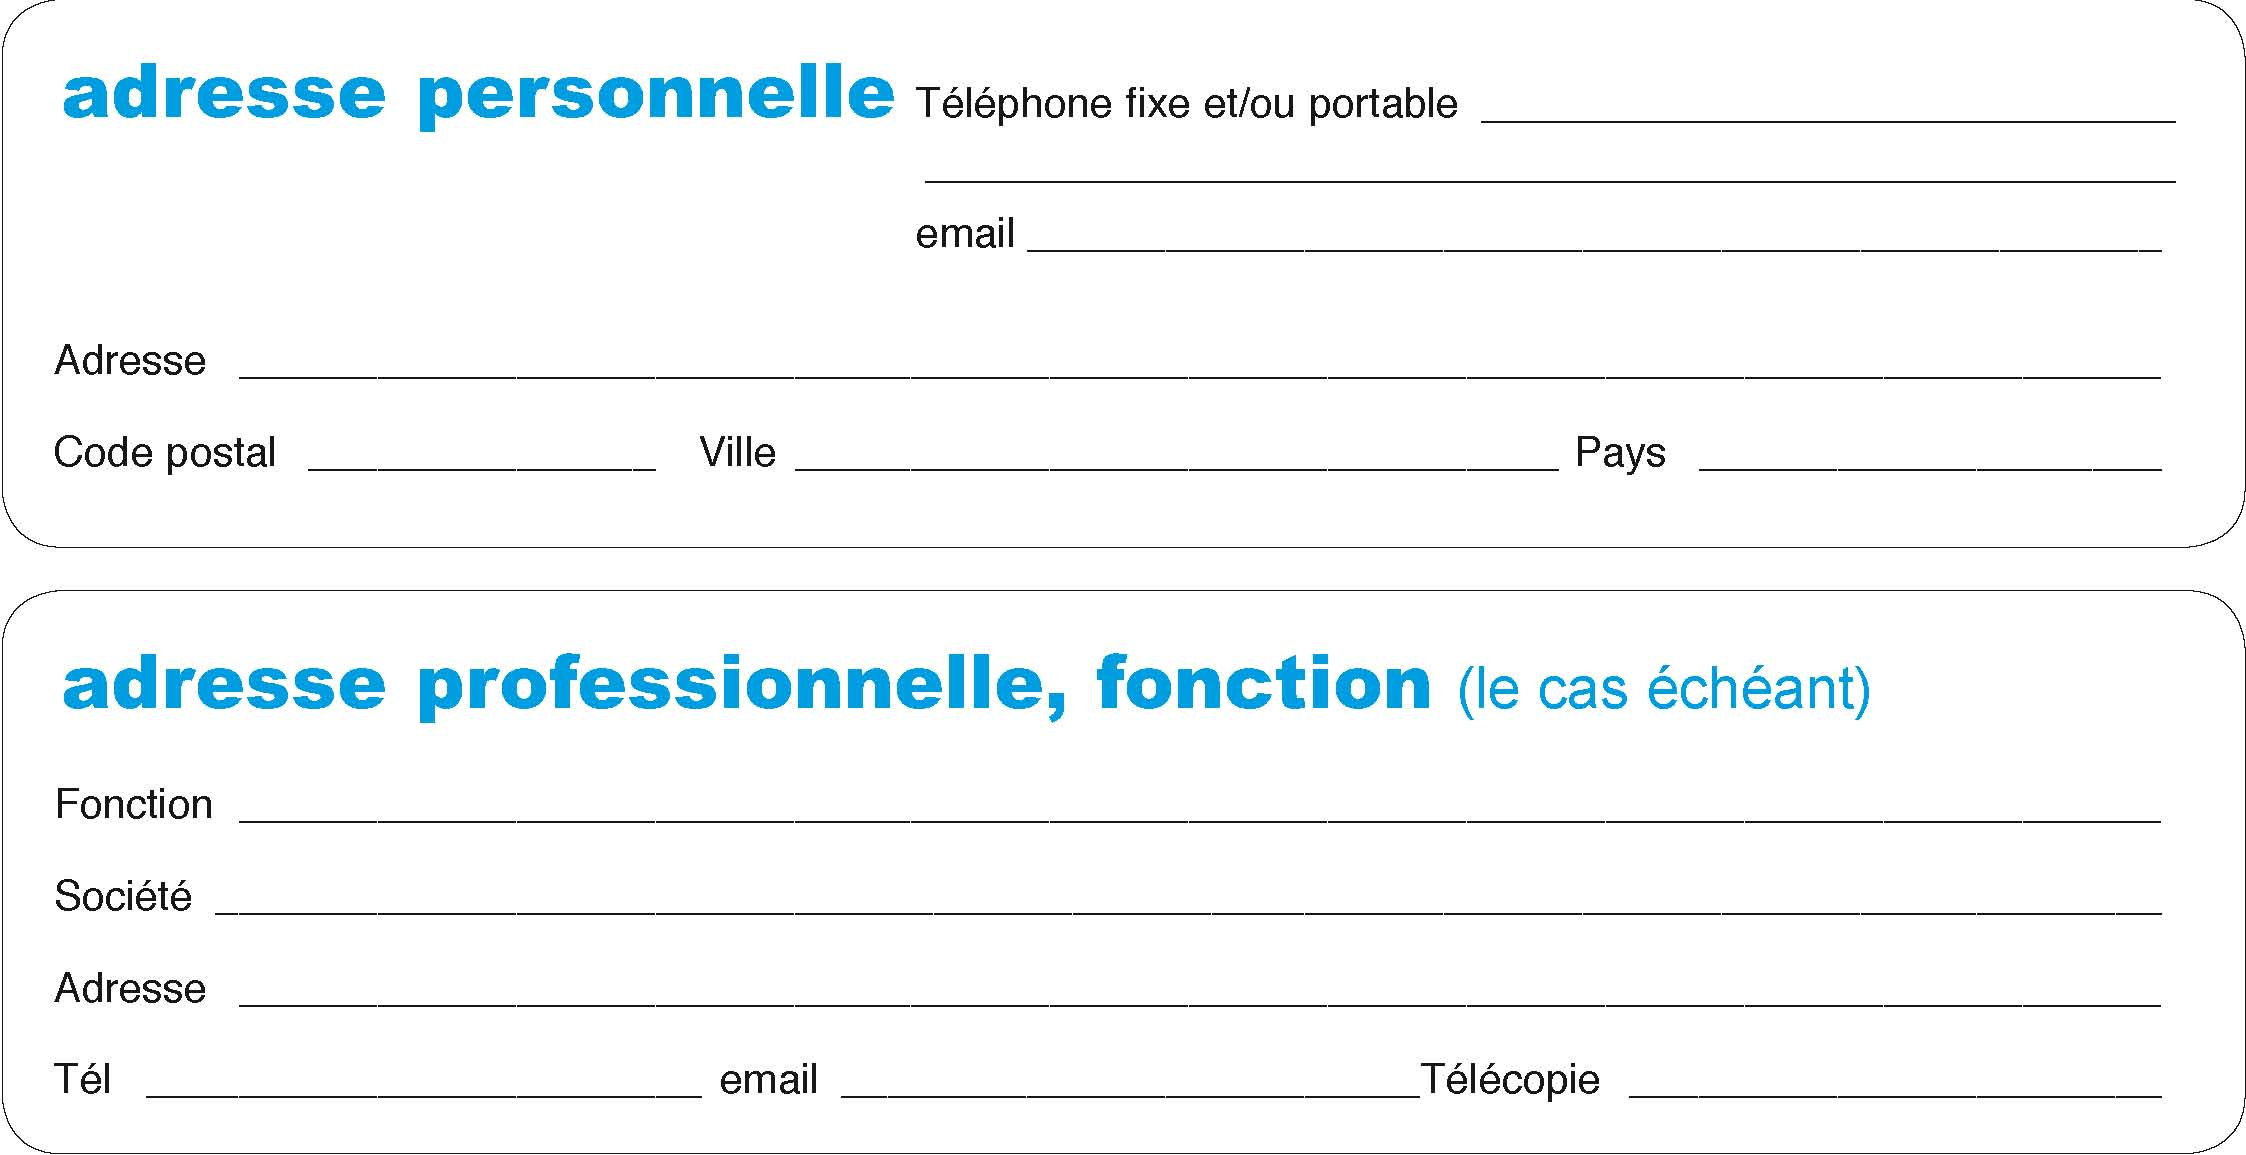 adresse personnelle Téléphone fixe et/ou portable
email
Adresse
Code postal Ville Pays
adresse professionnelle, fonction (le cas échéant)
Fonction
Société
Adresse
Tél email Télécopie